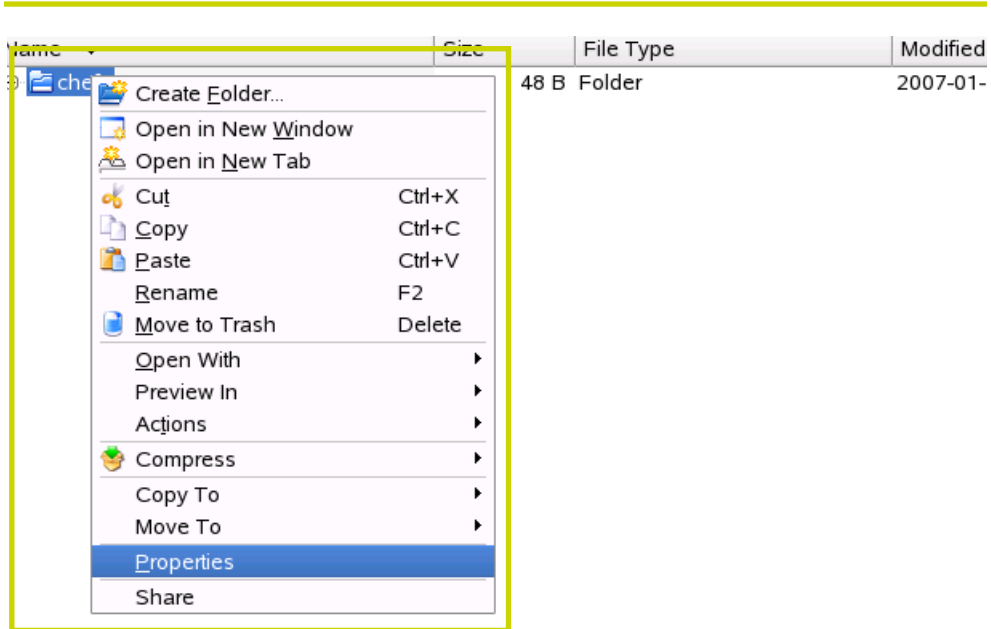 Name Size File Type Modified
48 B Folder 2007-01-
Create Folder...
Open in New Window
Open in New Tab
Cut Ctrl+X
Copy Ctrl+C
Paste Ctrl+V
Rename F2
Move to Trash Delete
Open With
Preview In
Actions
Compress
Copy To
Move To
Properties
Share